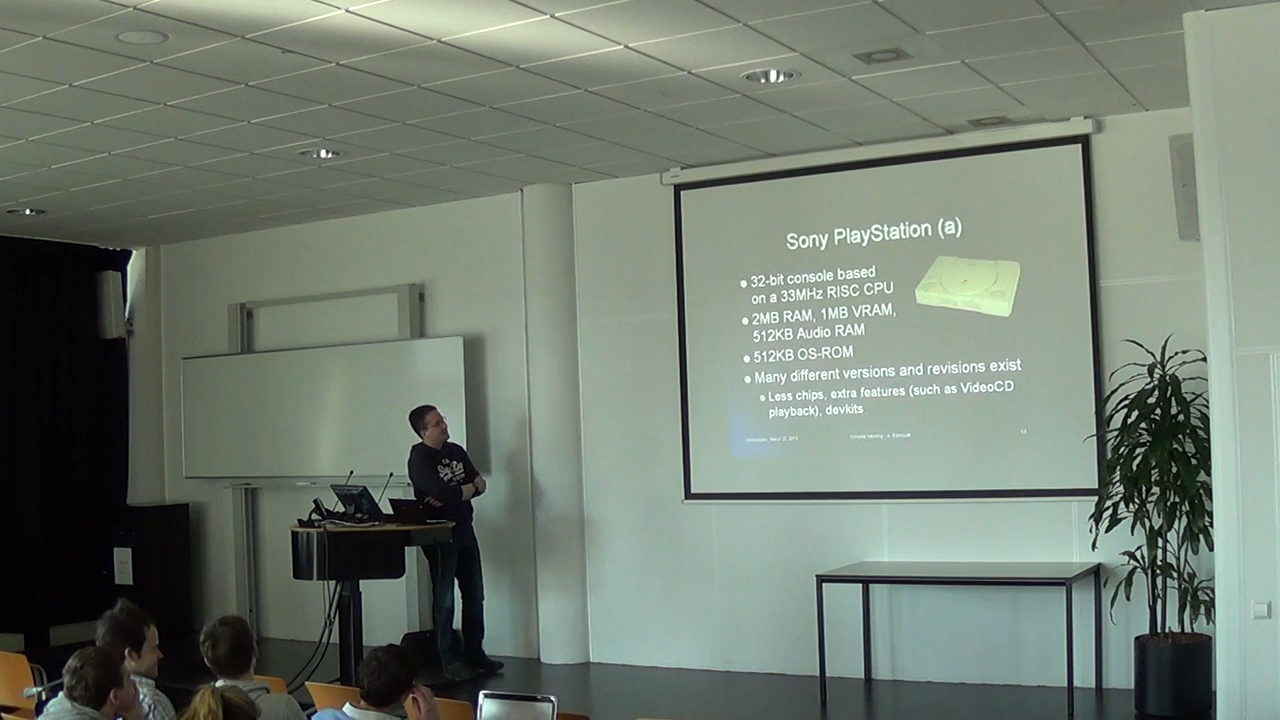 Sony PlayStation (a)
32-bit console based
on a 33MHz RISC CPU
2MB RAM, 1MB VRAM,
512KB Audio RAM
512KB OS-ROM
Many different versions and revisions exist
Less chips, extra features (such as VideoCD
playback), devkits